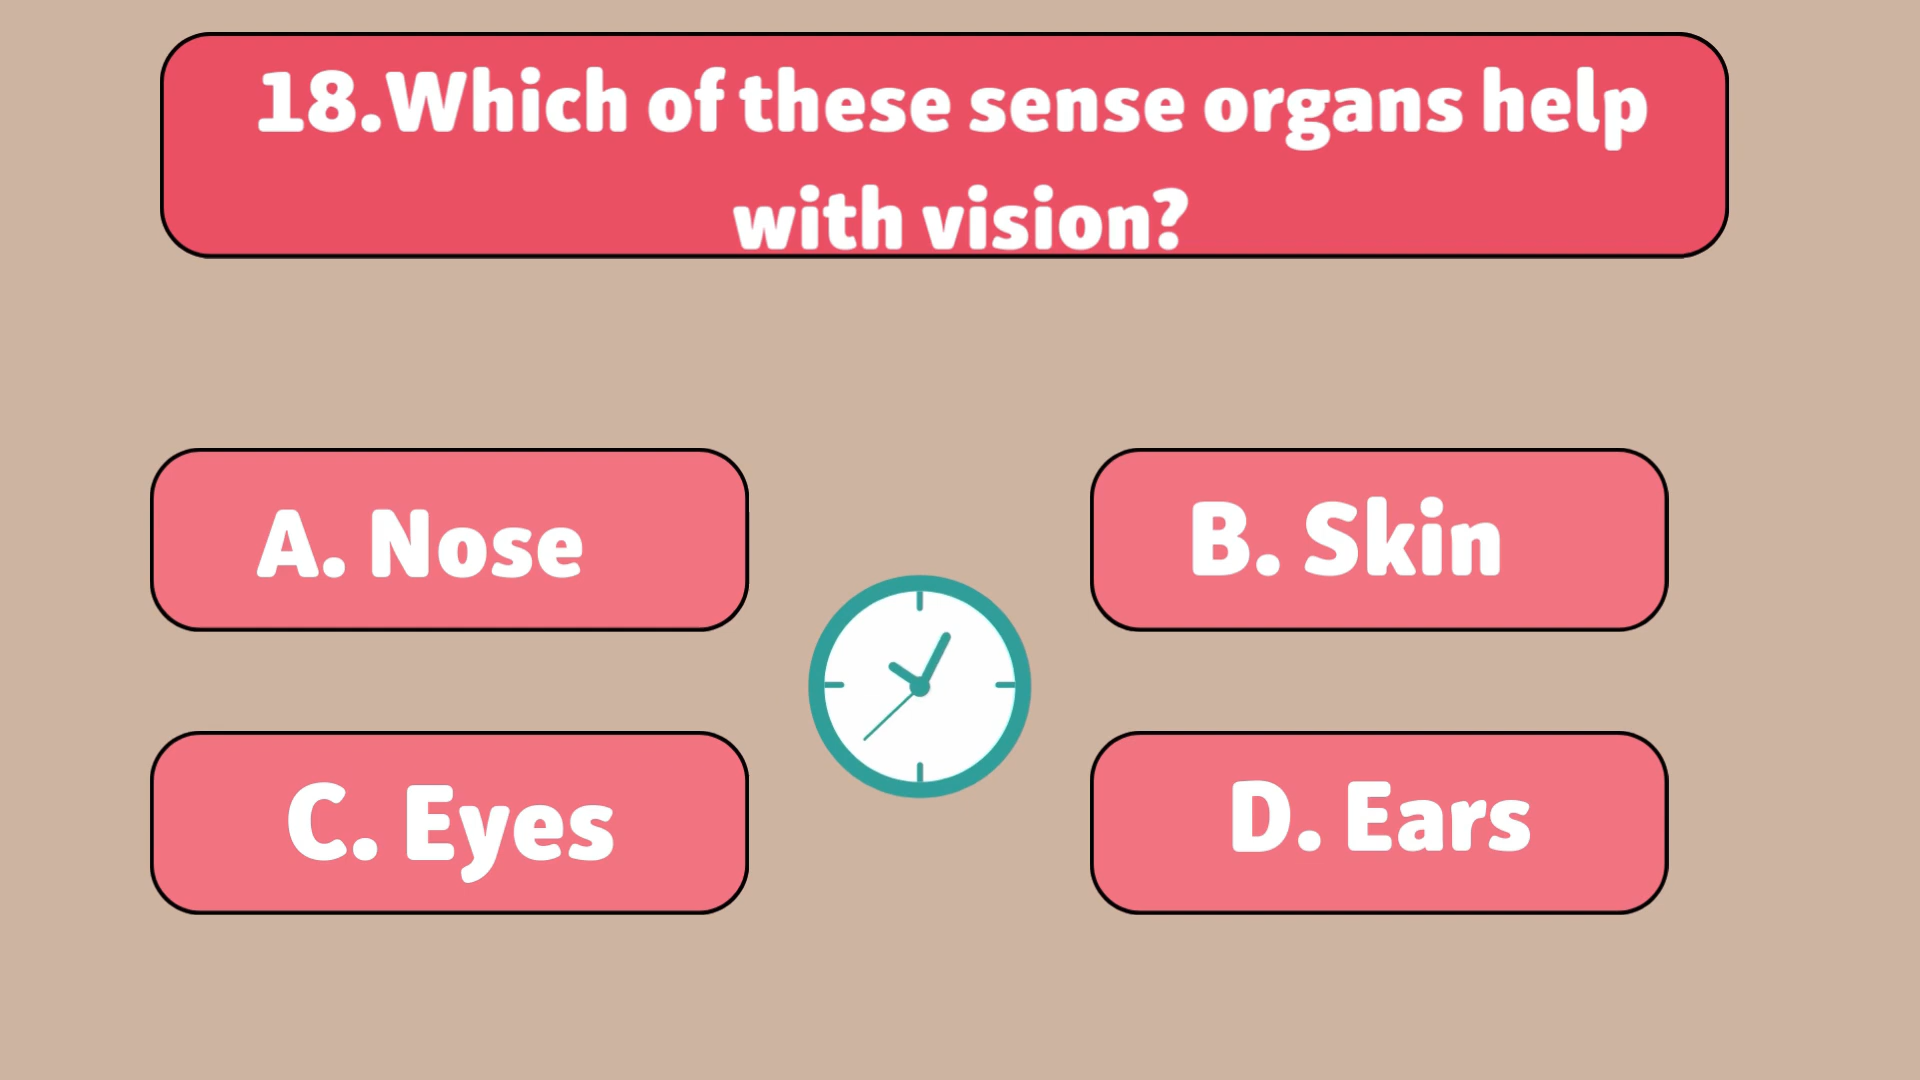 18.Which of these sense organs help
with vision?
A. Nose
B. Skin
C. Eyes
D. Ears